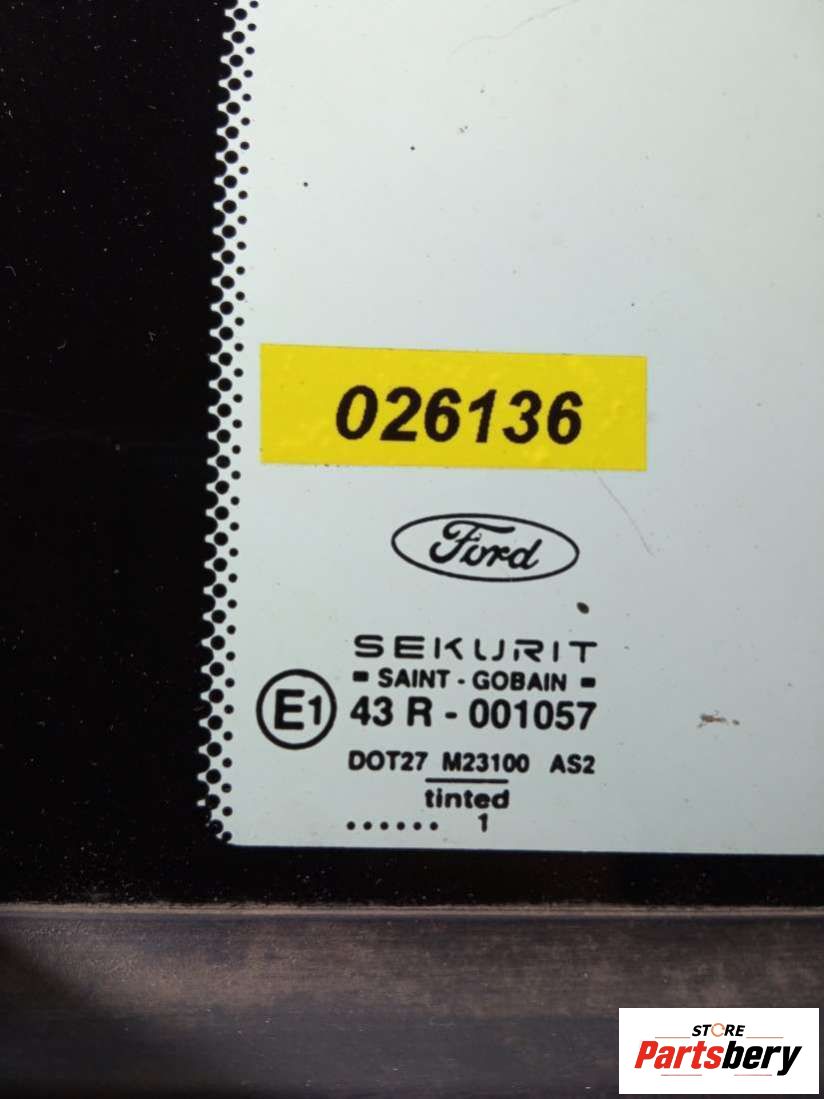 026136
Ford
SEKURIT
SAINT - GOBAIN
E1 43 R - 001057
DOT27 M23100 AS2
tinted
...... 1
STORE
Partsbery